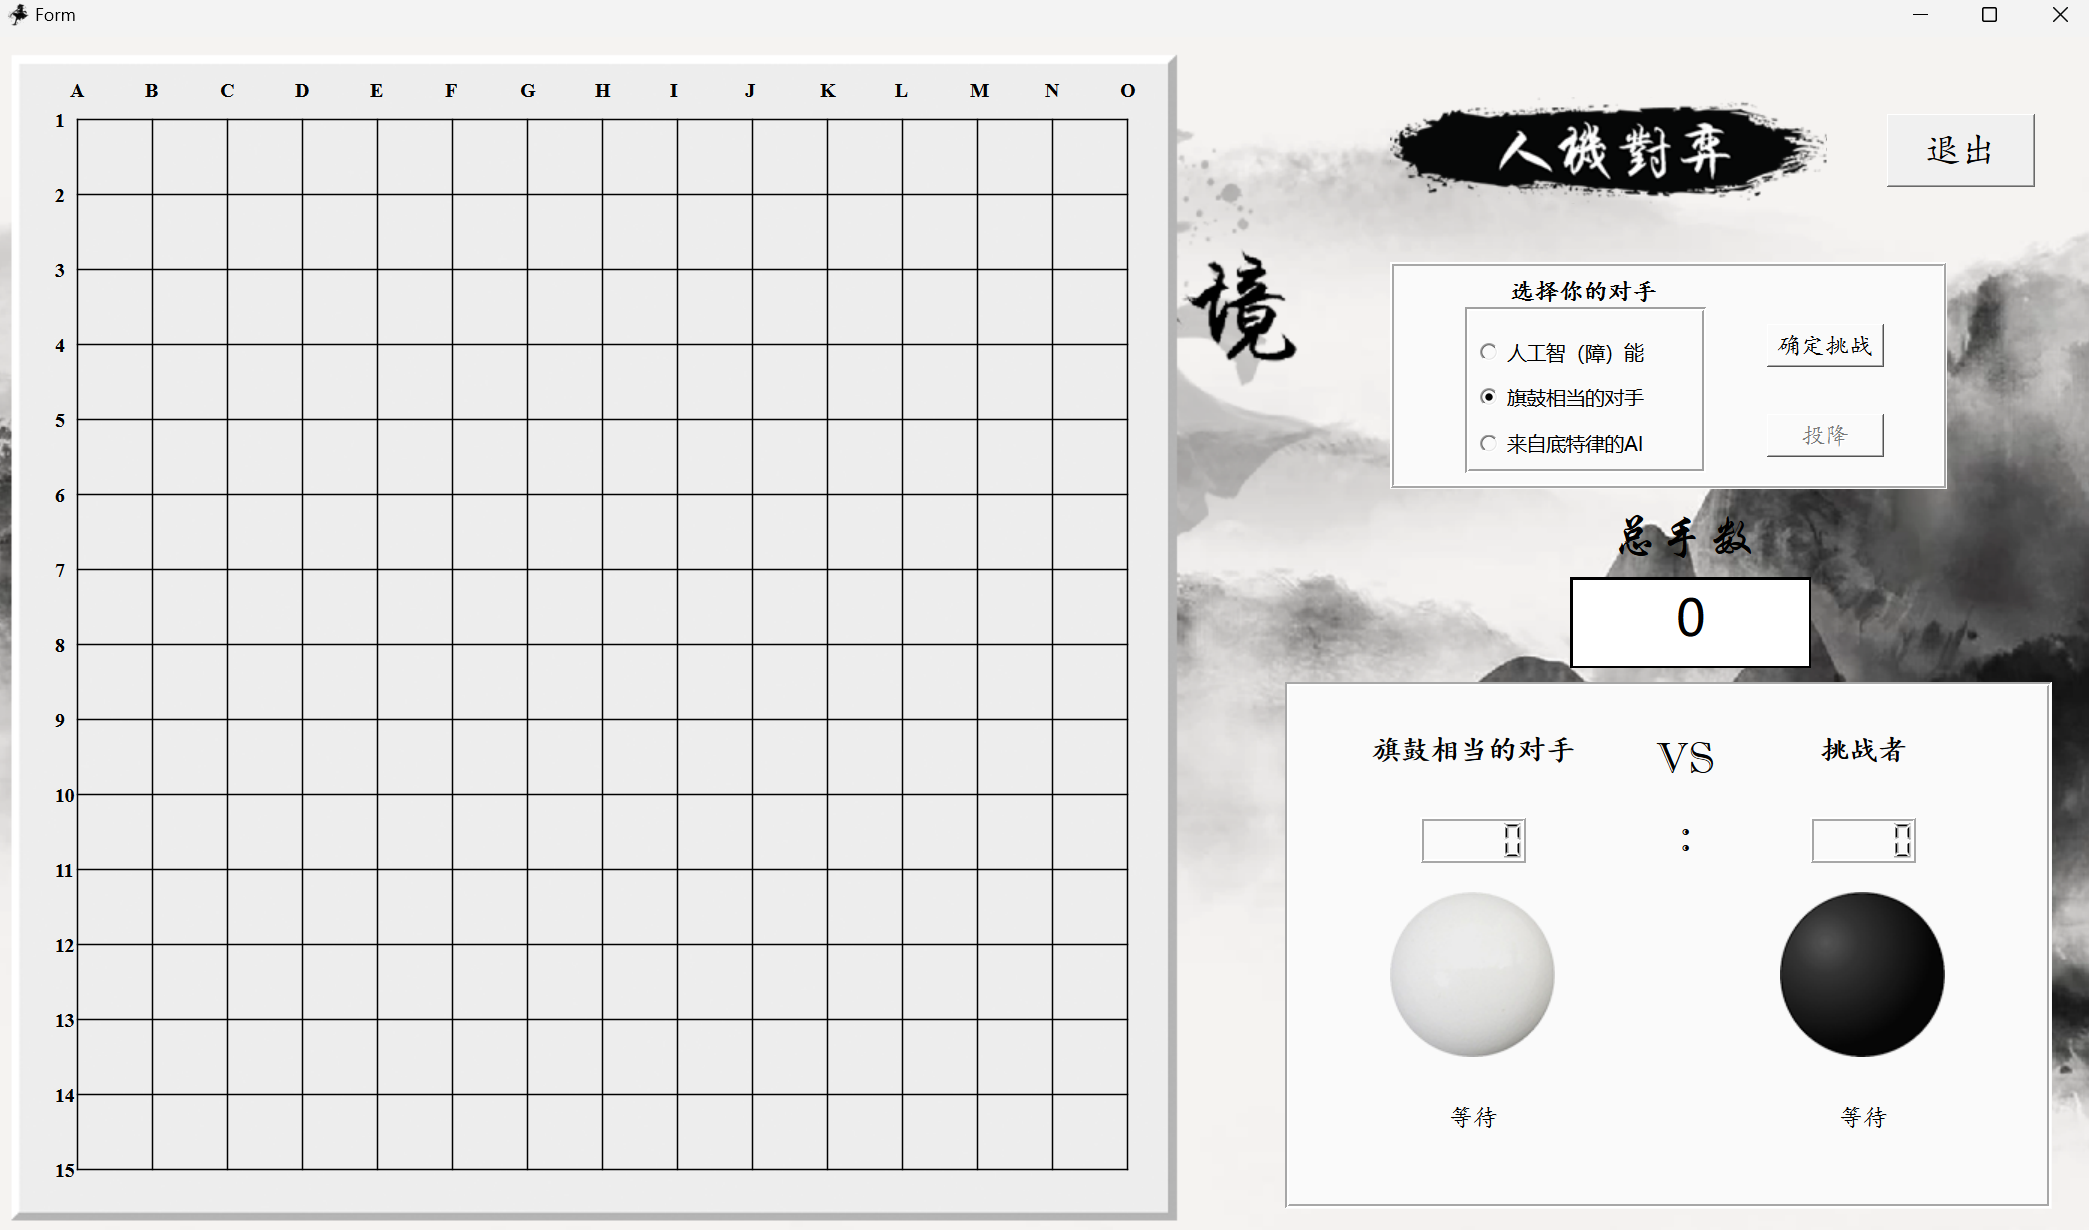 Form
A B C D E F G H I J K L M N O
1
2
3
4
5
6
7
8
9
10
11
12
13
14
15
境
人機對弈
退出
选择你的对手
人工智（障）能
旗鼓相当的对手
来自底特律的AI
确定挑战
投降
总手数
0
旗鼓相当的对手 VS 挑战者
0 : 0
等待 等待